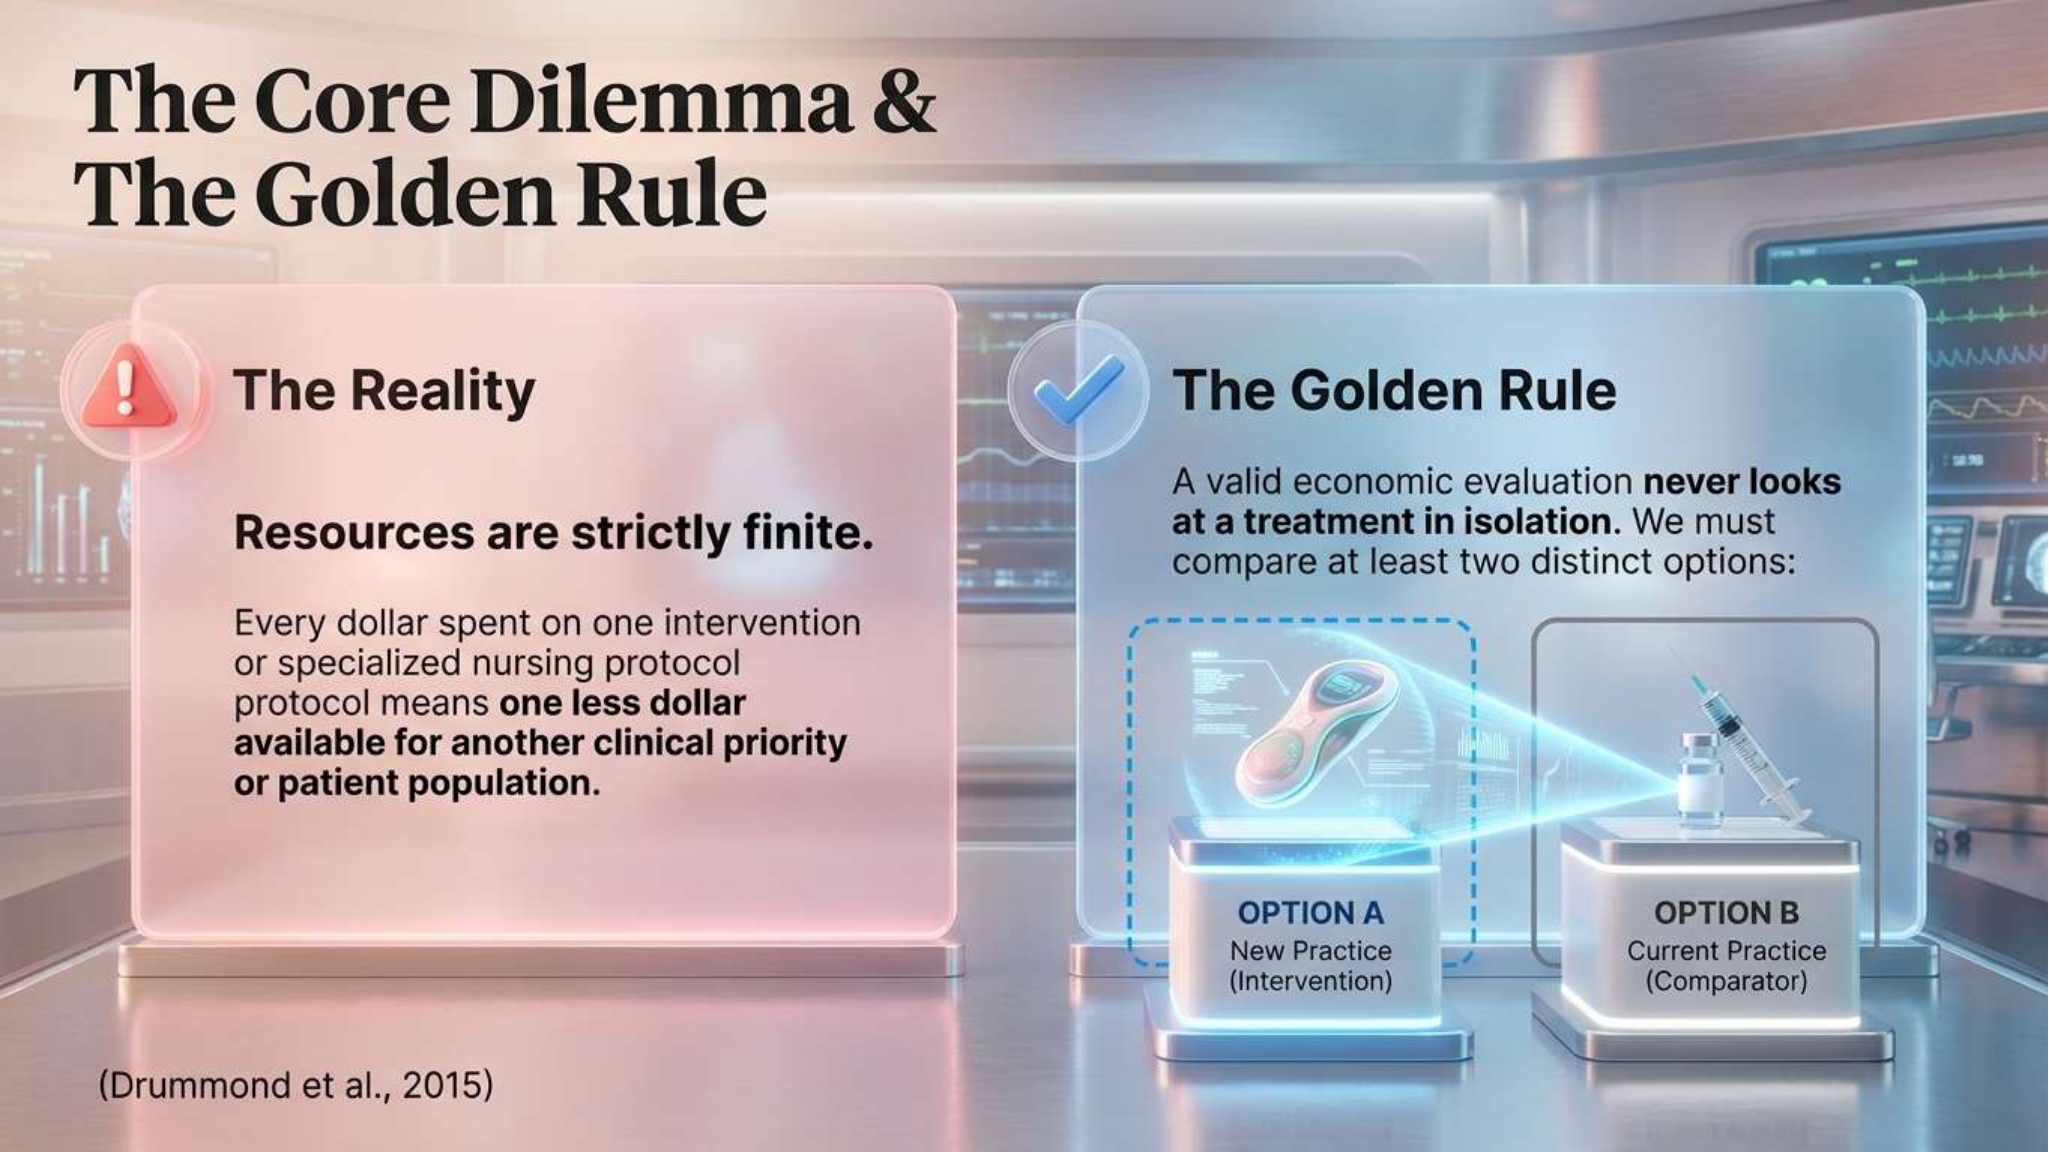 The Core Dilemma &
The Golden Rule
The Reality
Resources are strictly finite.
Every dollar spent on one intervention
or specialized nursing protocol
protocol means one less dollar
available for another clinical priority
or patient population.
The Golden Rule
A valid economic evaluation never looks
at a treatment in isolation. We must
compare at least two distinct options:
OPTION A
New Practice
(Intervention)
OPTION B
Current Practice
(Comparator)
(Drummond et al., 2015)